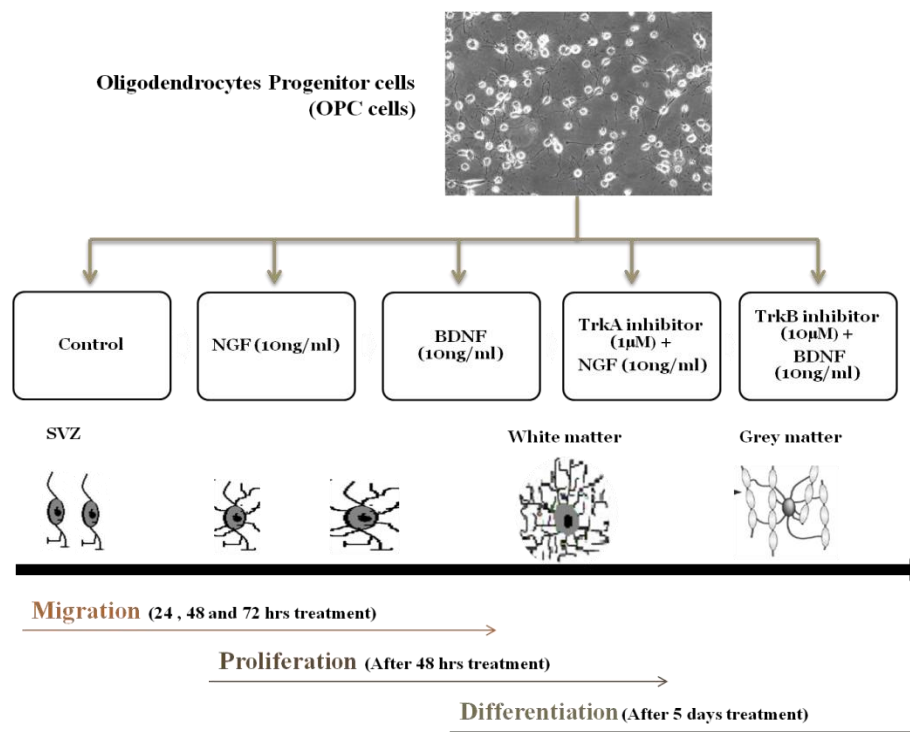 Oligodendrocytes Progenitor cells
(OPC cells)
Control
NGF (10ng/ml)
BDNF
(10ng/ml)
TrkA inhibitor
(1µM) +
NGF (10ng/ml)
TrkB inhibitor
(10µM) +
BDNF
(10ng/ml)
SVZ
White matter
Grey matter
Migration (24 , 48 and 72 hrs treatment)
Proliferation (After 48 hrs treatment)
Differentiation (After 5 days treatment)